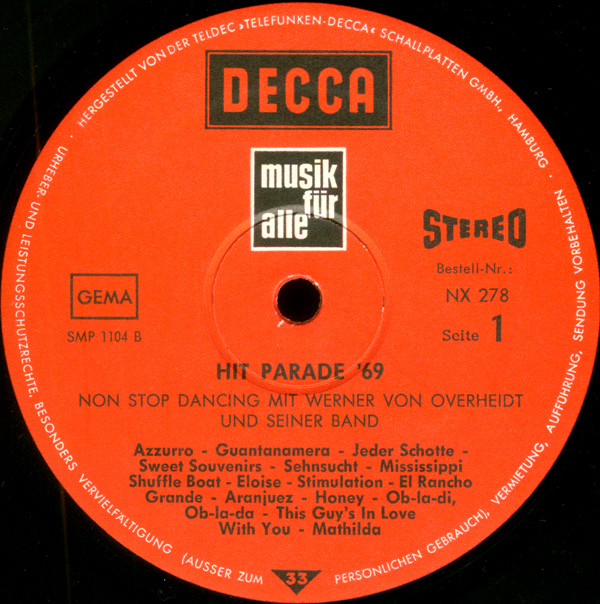 · HERGESTELLT VON DER TELDEC »TELEFUNKEN-DECCA« SCHALLPLATTEN GMBH., HAMBURG ·
DECCA
musik
für
alle
STEREO
Bestell-Nr.:
NX 278
Seite 1
GEMA
SMP 1104 B
HIT PARADE '69
NON STOP DANCING MIT WERNER VON OVERHEIDT
UND SEINER BAND
Azzurro - Guantanamera - Jeder Schotte -
Sweet Souvenirs - Sehnsucht - Mississippi
Shuffle Boat - Eloise - Stimulation - El Rancho
Grande - Aranjuez - Honey - Ob-la-di,
Ob-la-da - This Guy's In Love
With You - Mathilda
URHEBER- UND LEISTUNGSSCHUTZRECHTE, BESONDERS VERVIELFÄLTIGUNG (AUSSER ZUM PERSÖNLICHEN GEBRAUCH), VERMIETUNG, AUFFÜHRUNG, SENDUNG VORBEHALTEN
33